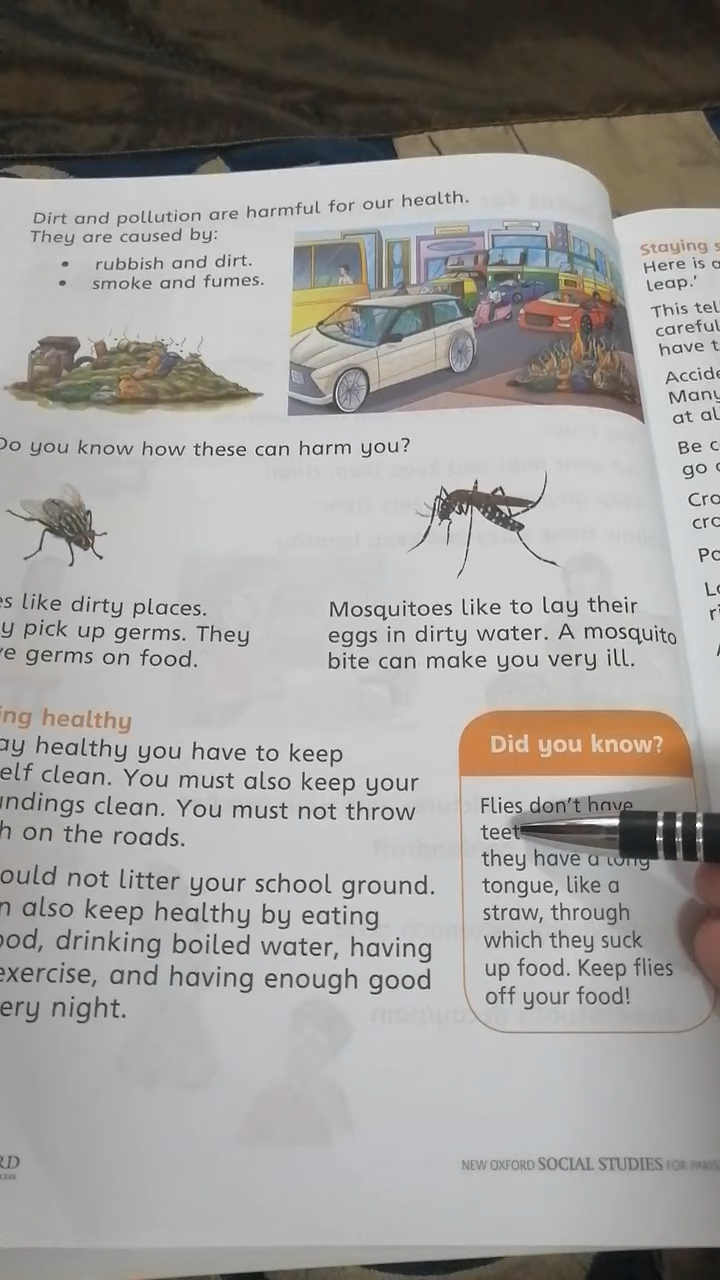 Dirt and pollution are harmful for our health.
They are caused by:
• rubbish and dirt.
• smoke and fumes.
Do you know how these can harm you?
es like dirty places.
y pick up germs. They
ve germs on food.
Mosquitoes like to lay their
eggs in dirty water. A mosquito
bite can make you very ill.
ing healthy
ay healthy you have to keep
elf clean. You must also keep your
undings clean. You must not throw
h on the roads.
ould not litter your school ground.
n also keep healthy by eating
ood, drinking boiled water, having
exercise, and having enough good
ery night.
Did you know?
Flies don't have
teet
they have a long
tongue, like a
straw, through
which they suck
up food. Keep flies
off your food!
RD
NEW OXFORD SOCIAL STUDIES FOR PAKIS
Staying s
Here is a
leap.'
This tel
careful
have t
Accide
Many
at al
Be c
go
Cro
cro
Po